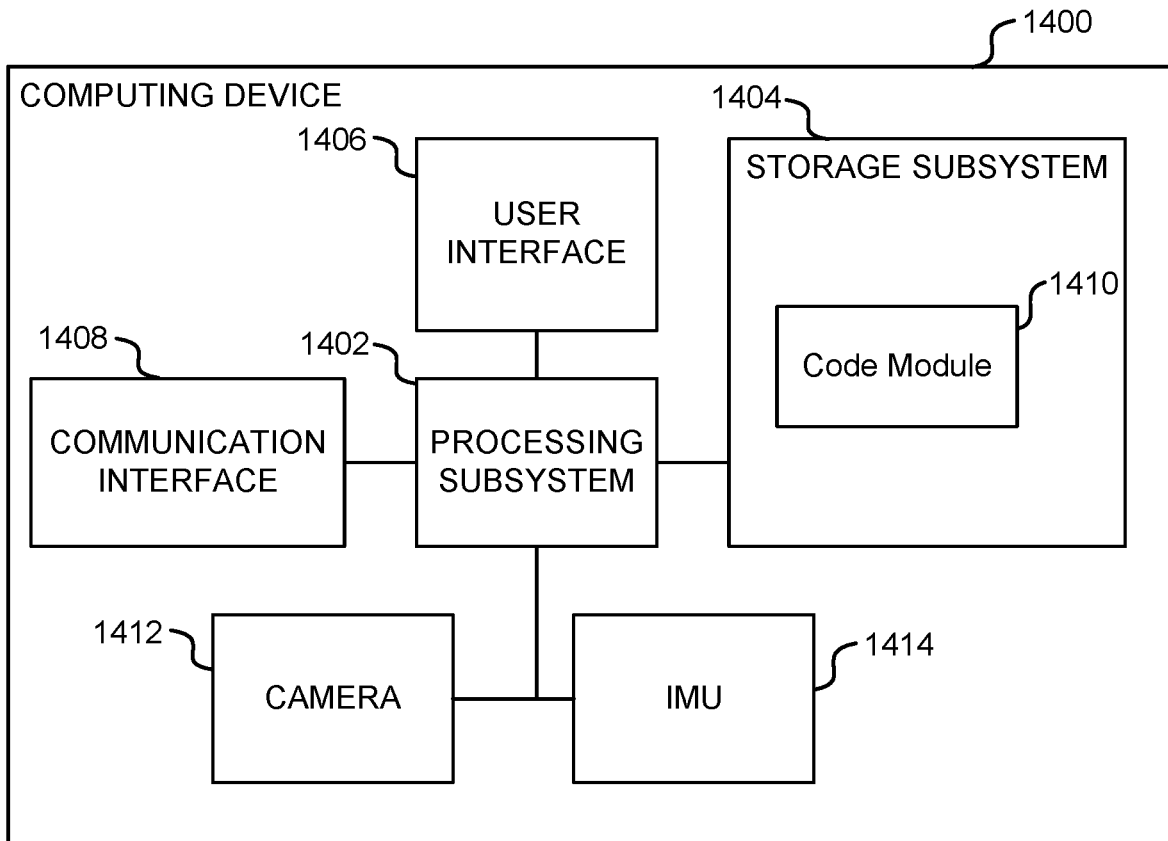 1400
COMPUTING DEVICE
1404
1406
STORAGE SUBSYSTEM
USER
INTERFACE
1410
Code Module
1408
1402
COMMUNICATION
INTERFACE
PROCESSING
SUBSYSTEM
1412
1414
CAMERA
IMU